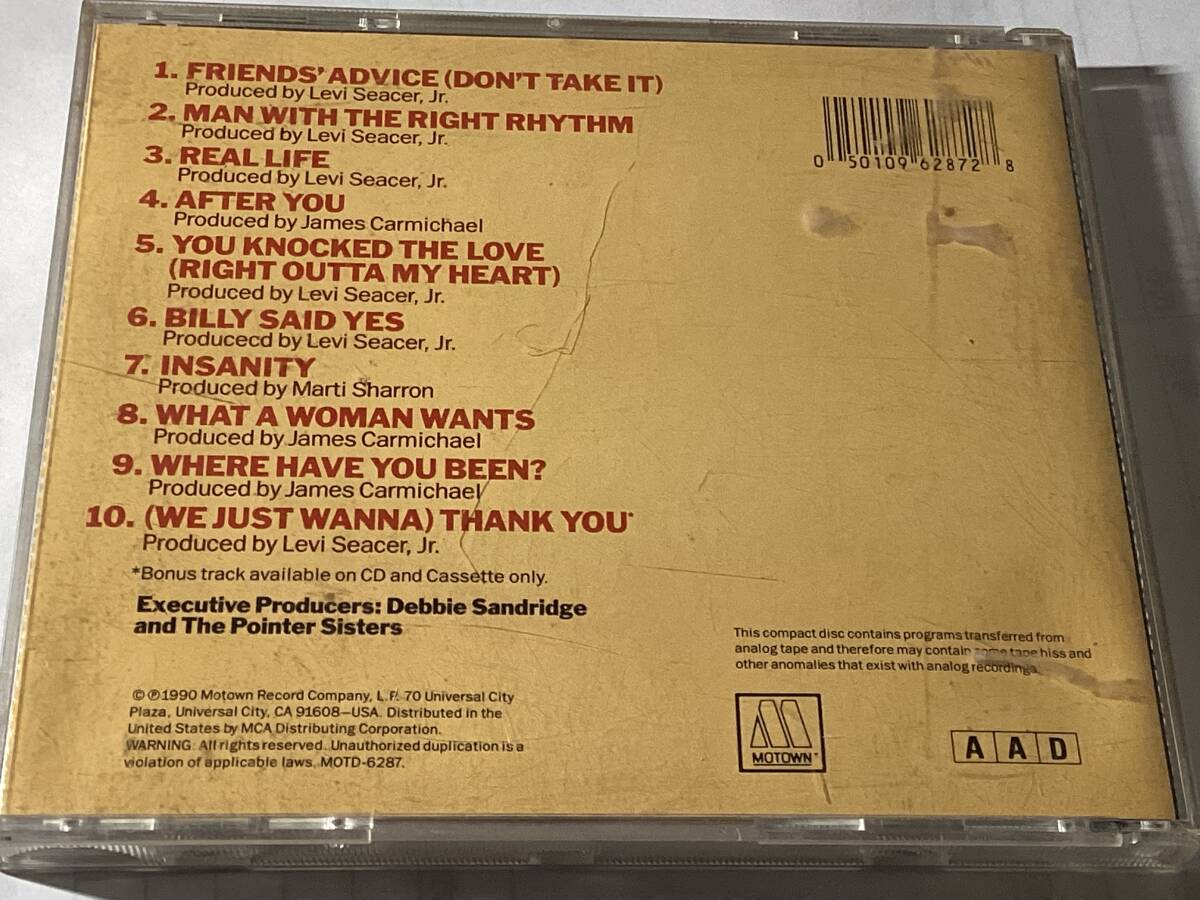 1. FRIENDS' ADVICE (DON'T TAKE IT)
Produced by Levi Seacer, Jr.
2. MAN WITH THE RIGHT RHYTHM
Produced by Levi Seacer, Jr.
3. REAL LIFE
Produced by Levi Seacer, Jr.
4. AFTER YOU
Produced by James Carmichael
5. YOU KNOCKED THE LOVE
(RIGHT OUTTA MY HEART)
Produced by Levi Seacer, Jr.
6. BILLY SAID YES
Producecd by Levi Seacer, Jr.
7. INSANITY
Produced by Marti Sharron
8. WHAT A WOMAN WANTS
Produced by James Carmichael
9. WHERE HAVE YOU BEEN?
Produced by James Carmichael
10. (WE JUST WANNA) THANK YOU*
Produced by Levi Seacer, Jr.
*Bonus track available on CD and Cassette only.
Executive Producers: Debbie Sandridge
and The Pointer Sisters
©℗1990 Motown Record Company, L.P. 70 Universal City
Plaza, Universal City, CA 91608—USA. Distributed in the
United States by MCA Distributing Corporation.
WARNING: All rights reserved. Unauthorized duplication is a
violation of applicable laws. MOTD-6287.
0 50109 62872 8
This compact disc contains programs transferred from
analog tape and therefore may contain some tape hiss and
other anomalies that exist with analog recordings.
MOTOWN™
A A D